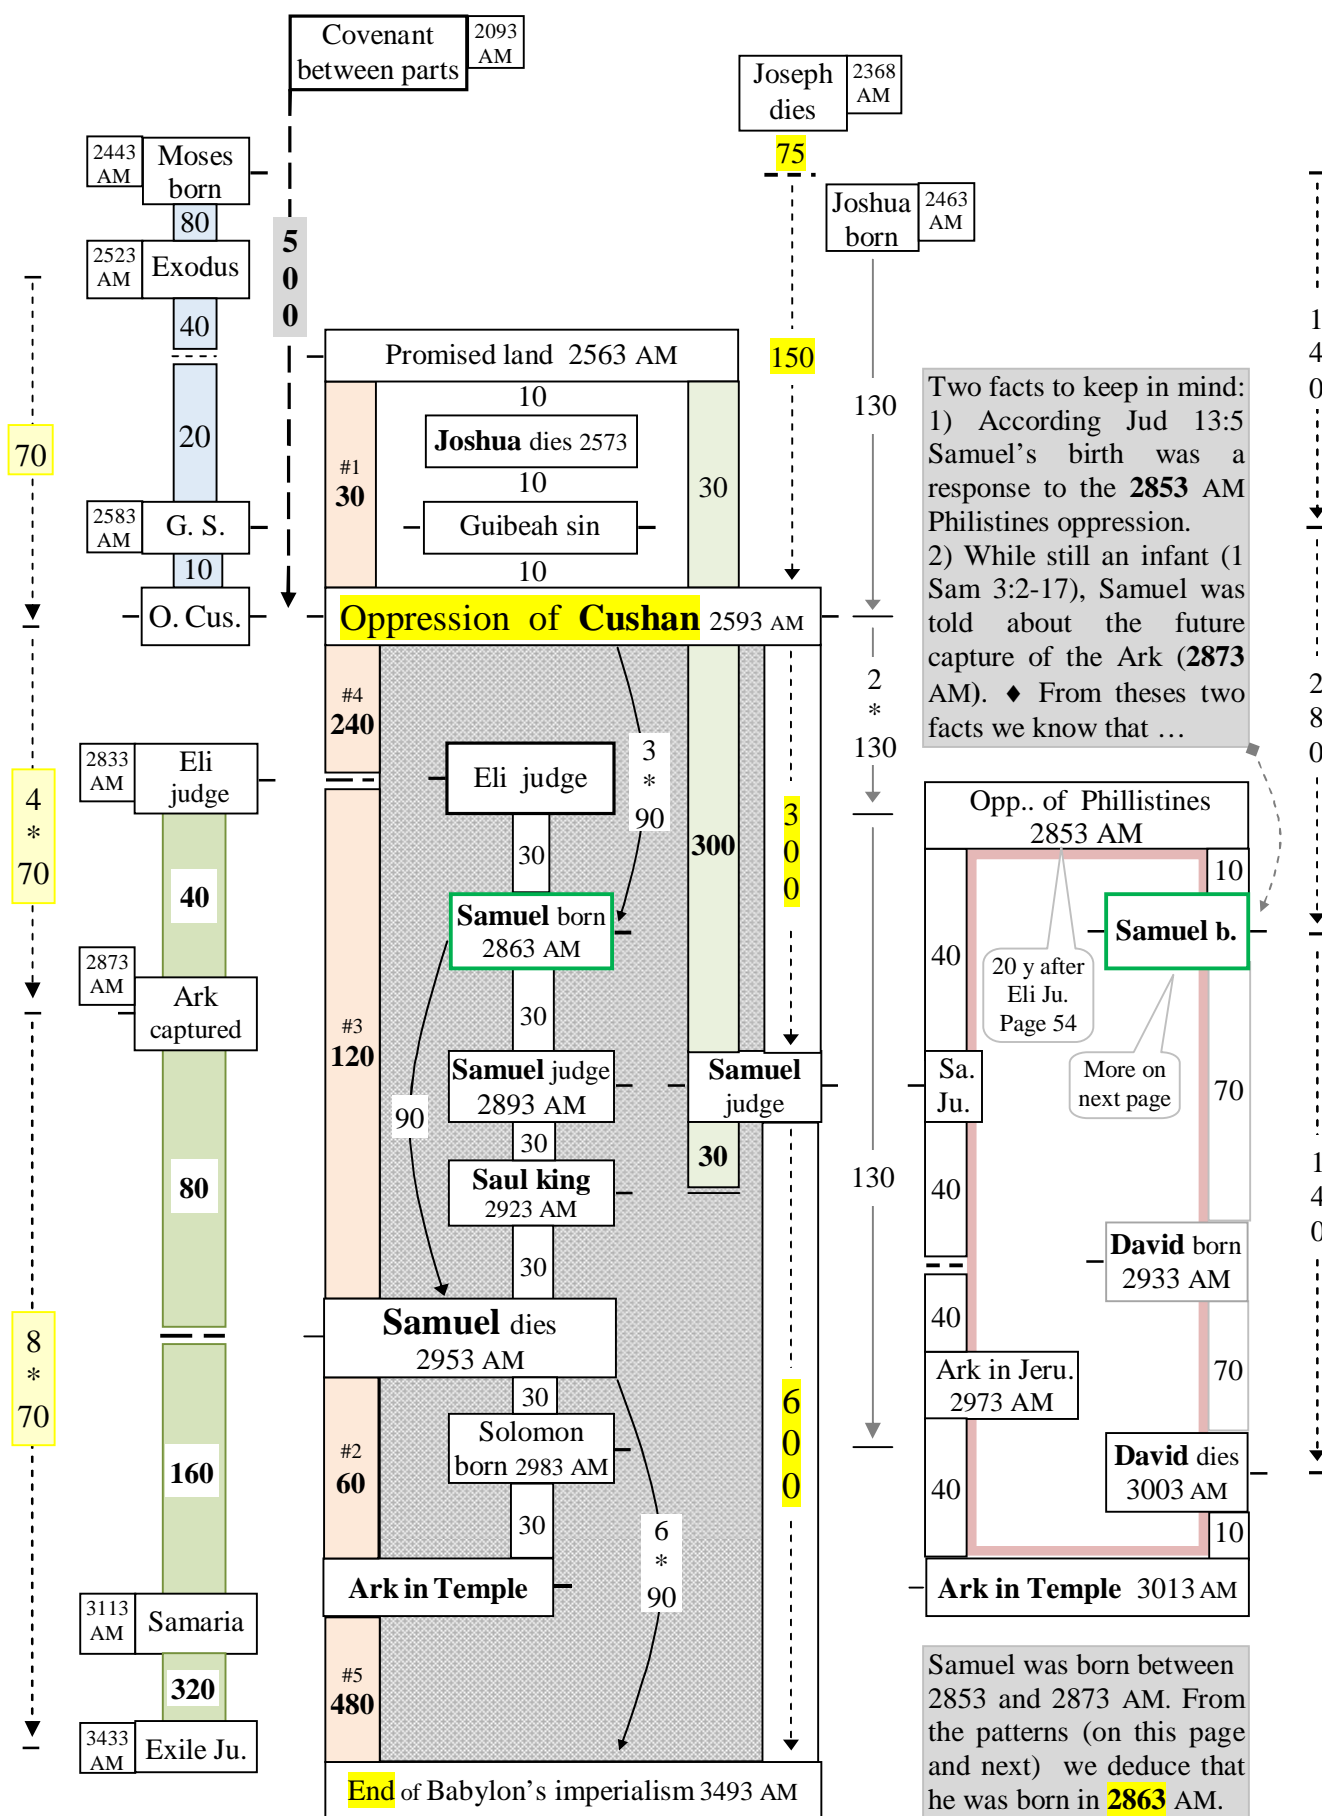 Covenant
between parts
2093
AM
Joseph
dies
2368
AM
75
2443
AM
Moses
born
80
2523
AM
Exodus
40
20
2583
AM
G. S.
10
O. Cus.
70
5
0
0
Joshua
born
2463
AM
150
130
Promised land 2563 AM
#1
30
10
Joshua dies 2573
10
Guibeah sin
10
30
Oppression of Cushan 2593 AM
Two facts to keep in mind:
1) According Jud 13:5
Samuel’s birth was a
response to the 2853 AM
Philistines oppression.
2) While still an infant (1
Sam 3:2-17), Samuel was
told about the future
capture of the Ark (2873
AM). ♦ From theses two
facts we know that …
1
4
0
2
8
0
1
4
0
4
*
70
8
*
70
2833
AM
Eli
judge
40
2873
AM
Ark
captured
80
160
3113
AM
Samaria
320
3433
AM
Exile Ju.
#4
240
#3
120
#2
60
#5
480
Eli judge
3
*
90
30
Samuel born
2863 AM
30
Samuel judge
2893 AM
30
Saul king
2923 AM
30
90
Samuel dies
2953 AM
30
Solomon
born 2983 AM
30
Ark in Temple
6
*
90
End of Babylon’s imperialism 3493 AM
300
Samuel
judge
30
3
0
0
6
0
0
2
*
130
130
Opp.. of Phillistines
2853 AM
40
10
Samuel b.
20 y after
Eli Ju.
Page 54
More on
next page
Sa.
Ju.
70
40
David born
2933 AM
40
Ark in Jeru.
2973 AM
70
40
David dies
3003 AM
10
Ark in Temple 3013 AM
Samuel was born between
2853 and 2873 AM. From
the patterns (on this page
and next) we deduce that
he was born in 2863 AM.